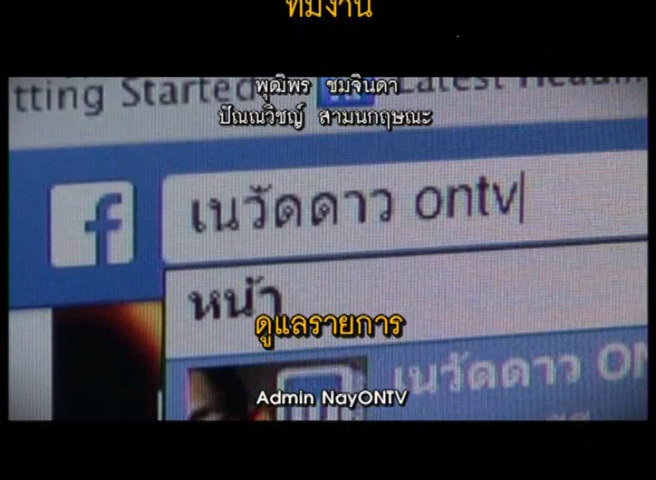 ทีมงาน
tting Started
Latest Headlin
พุฒิพร ชมจินดา
ปัณณวิชญ์ สามนกฤษณะ
f
เนวัดดาว ontv
หน้า
ดูแลรายการ
เนวัดดาว ON
Admin NayONTV